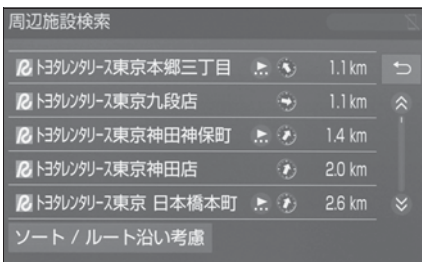 周辺施設検索
トヨタレンタリース東京本郷三丁目 1.1 km
トヨタレンタリース東京九段店 1.1 km
トヨタレンタリース東京神田神保町 1.4 km
トヨタレンタリース東京神田店 2.0 km
トヨタレンタリース東京 日本橋本町 2.6 km
ソート / ルート沿い考慮